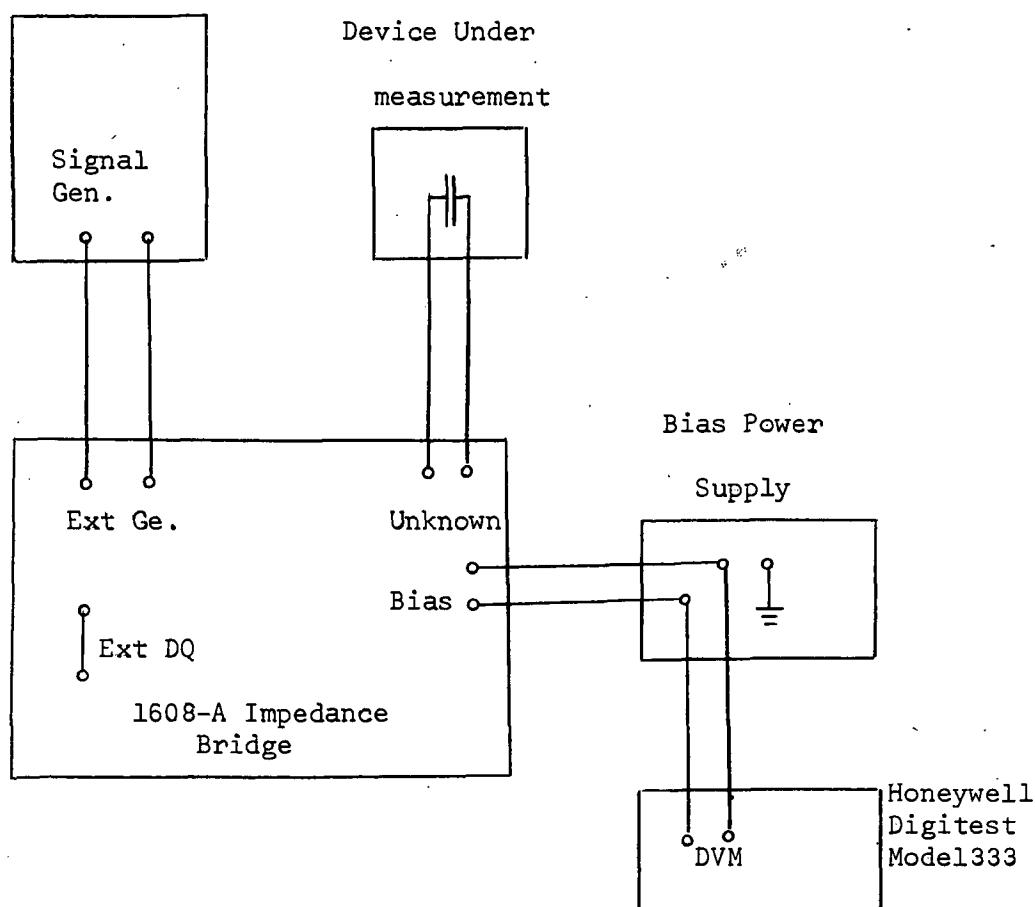 Device Under
measurement
Signal
Gen.
Bias Power
Supply
Ext Ge.
Unknown
Bias
Ext DQ
1608-A Impedance
Bridge
Honeywell
Digitest
Model333
DVM